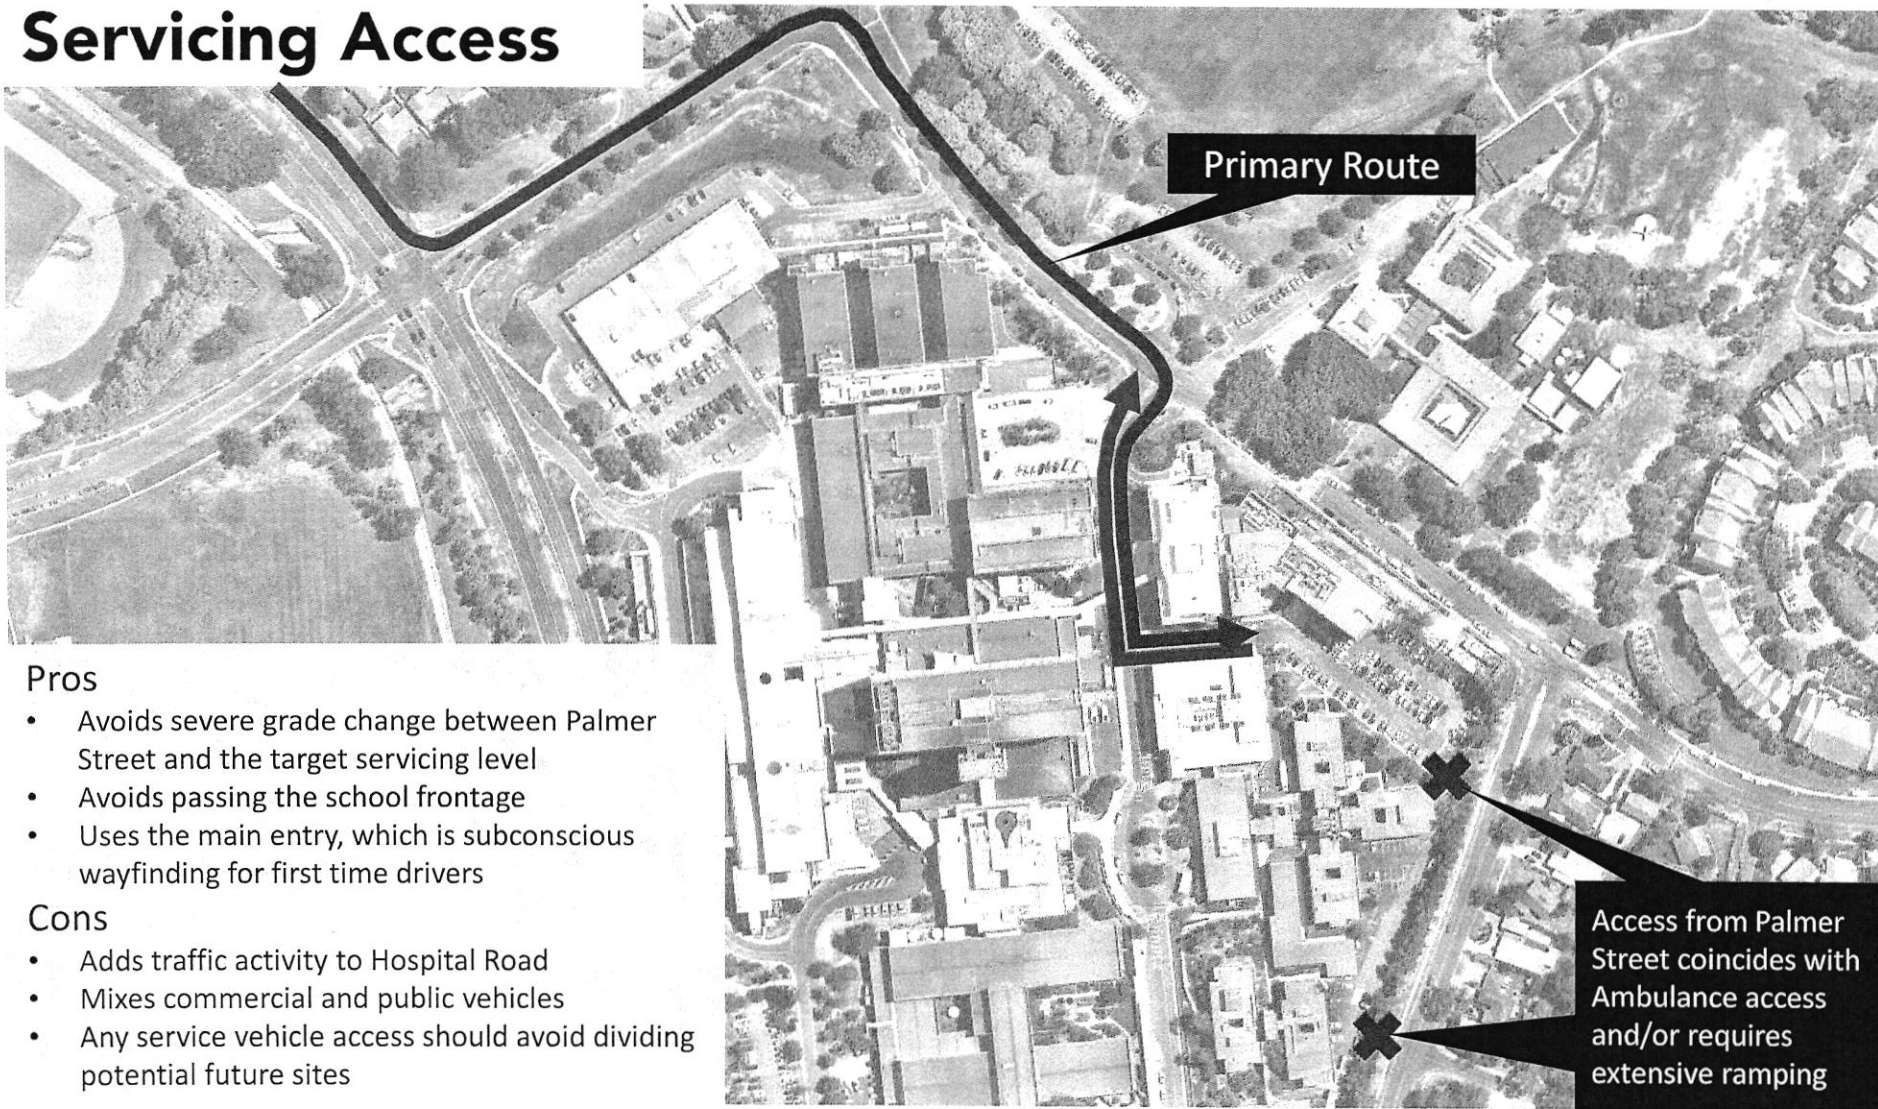 Servicing Access
Primary Route
Pros
• Avoids severe grade change between Palmer
Street and the target servicing level
• Avoids passing the school frontage
• Uses the main entry, which is subconscious
wayfinding for first time drivers
Cons
• Adds traffic activity to Hospital Road
• Mixes commercial and public vehicles
• Any service vehicle access should avoid dividing
potential future sites
Access from Palmer
Street coincides with
Ambulance access
and/or requires
extensive ramping